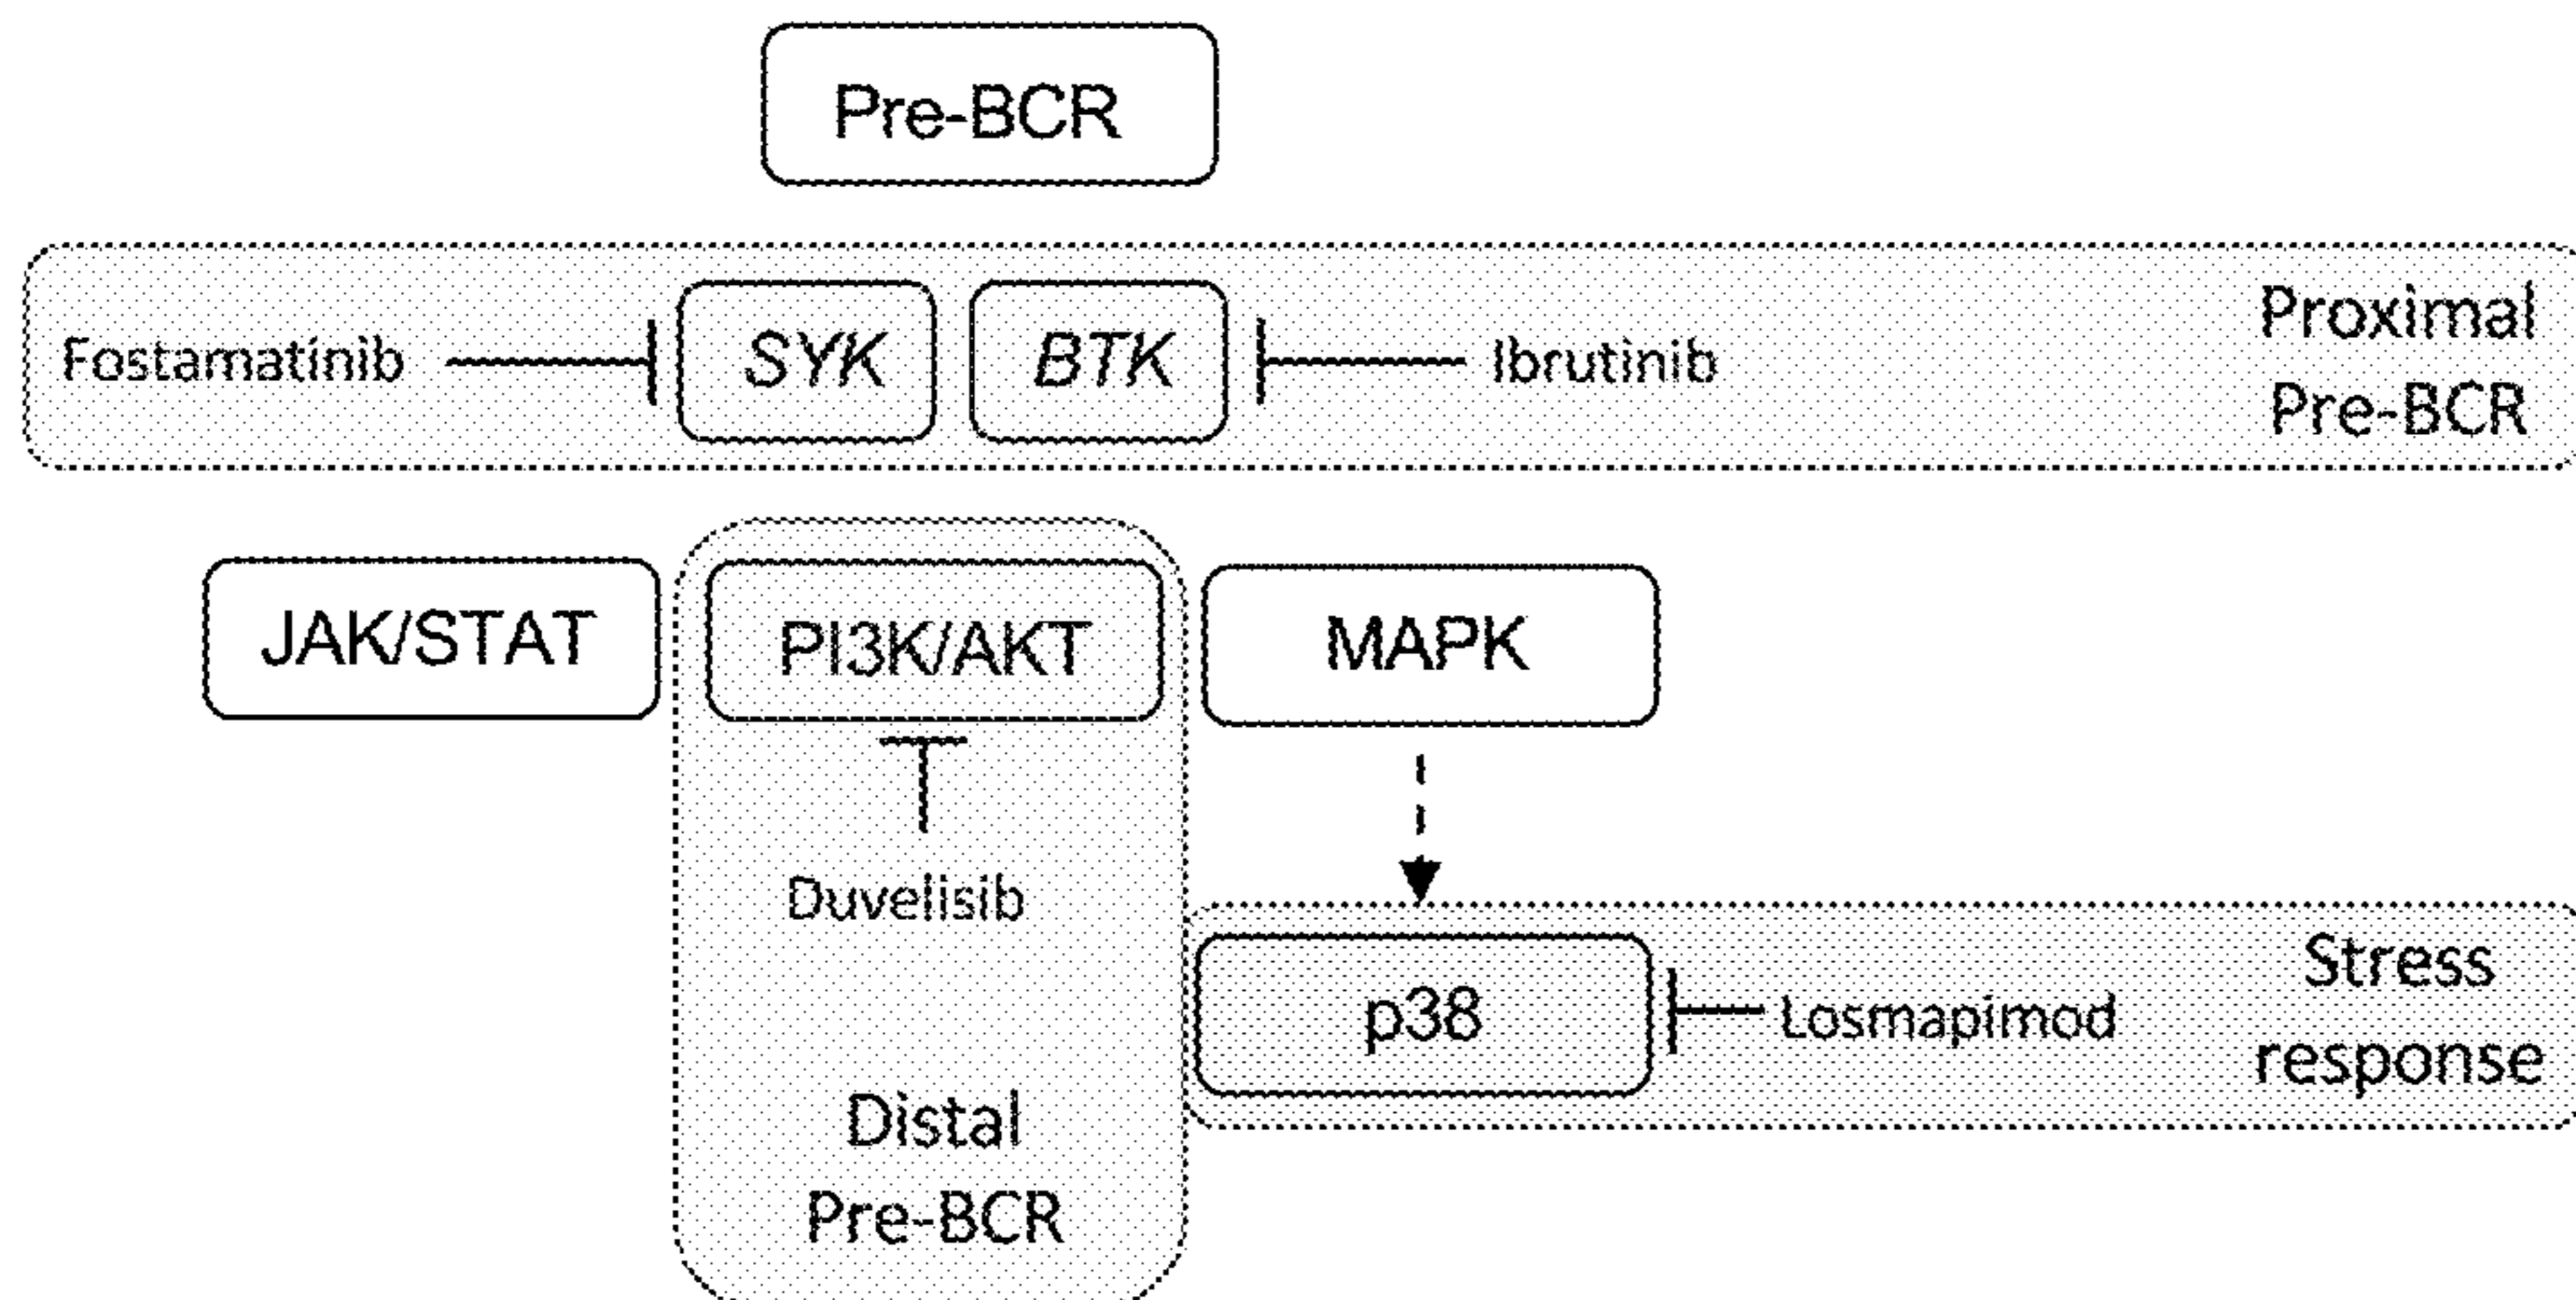 Pre-BCR
Fostamatinib
SYK
BTK
Ibrutinib
Proximal
Pre-BCR
JAK/STAT
PI3K/AKT
MAPK
Duvelisib
Distal
Pre-BCR
p38
Losmapimod
Stress
response